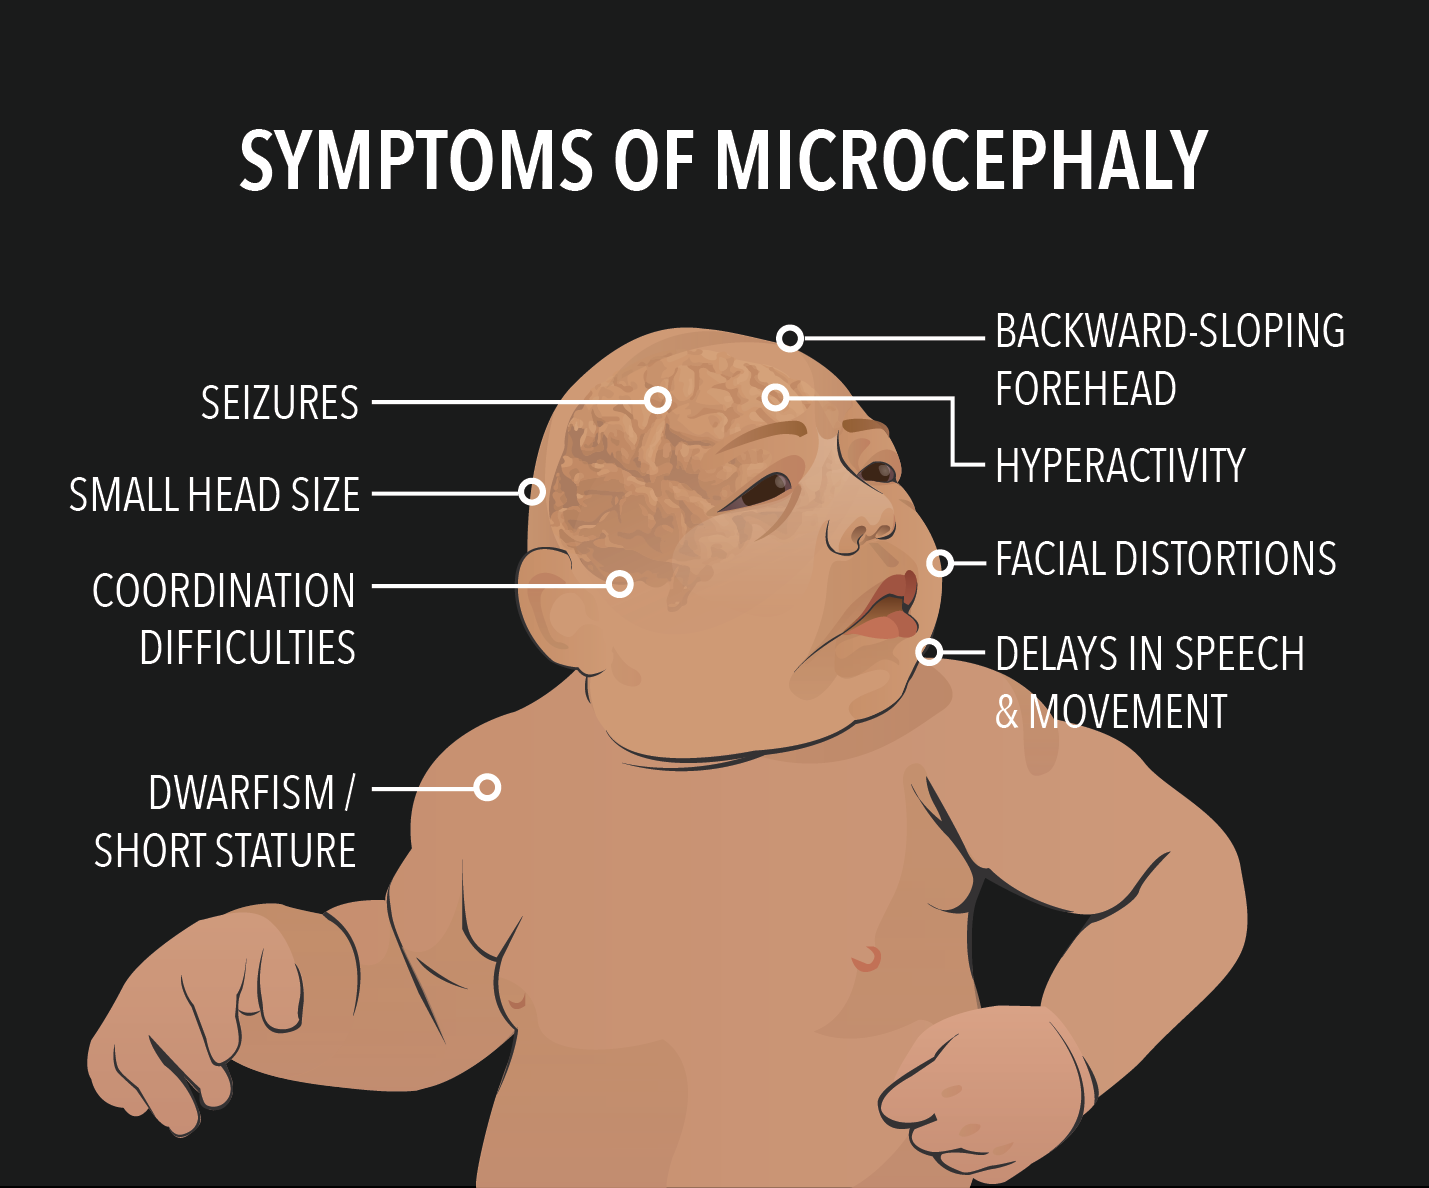 SYMPTOMS OF MICROCEPHALY
SEIZURES
SMALL HEAD SIZE
COORDINATION
DIFFICULTIES
DWARFISM /
SHORT STATURE
BACKWARD-SLOPING
FOREHEAD
HYPERACTIVITY
FACIAL DISTORTIONS
DELAYS IN SPEECH
& MOVEMENT